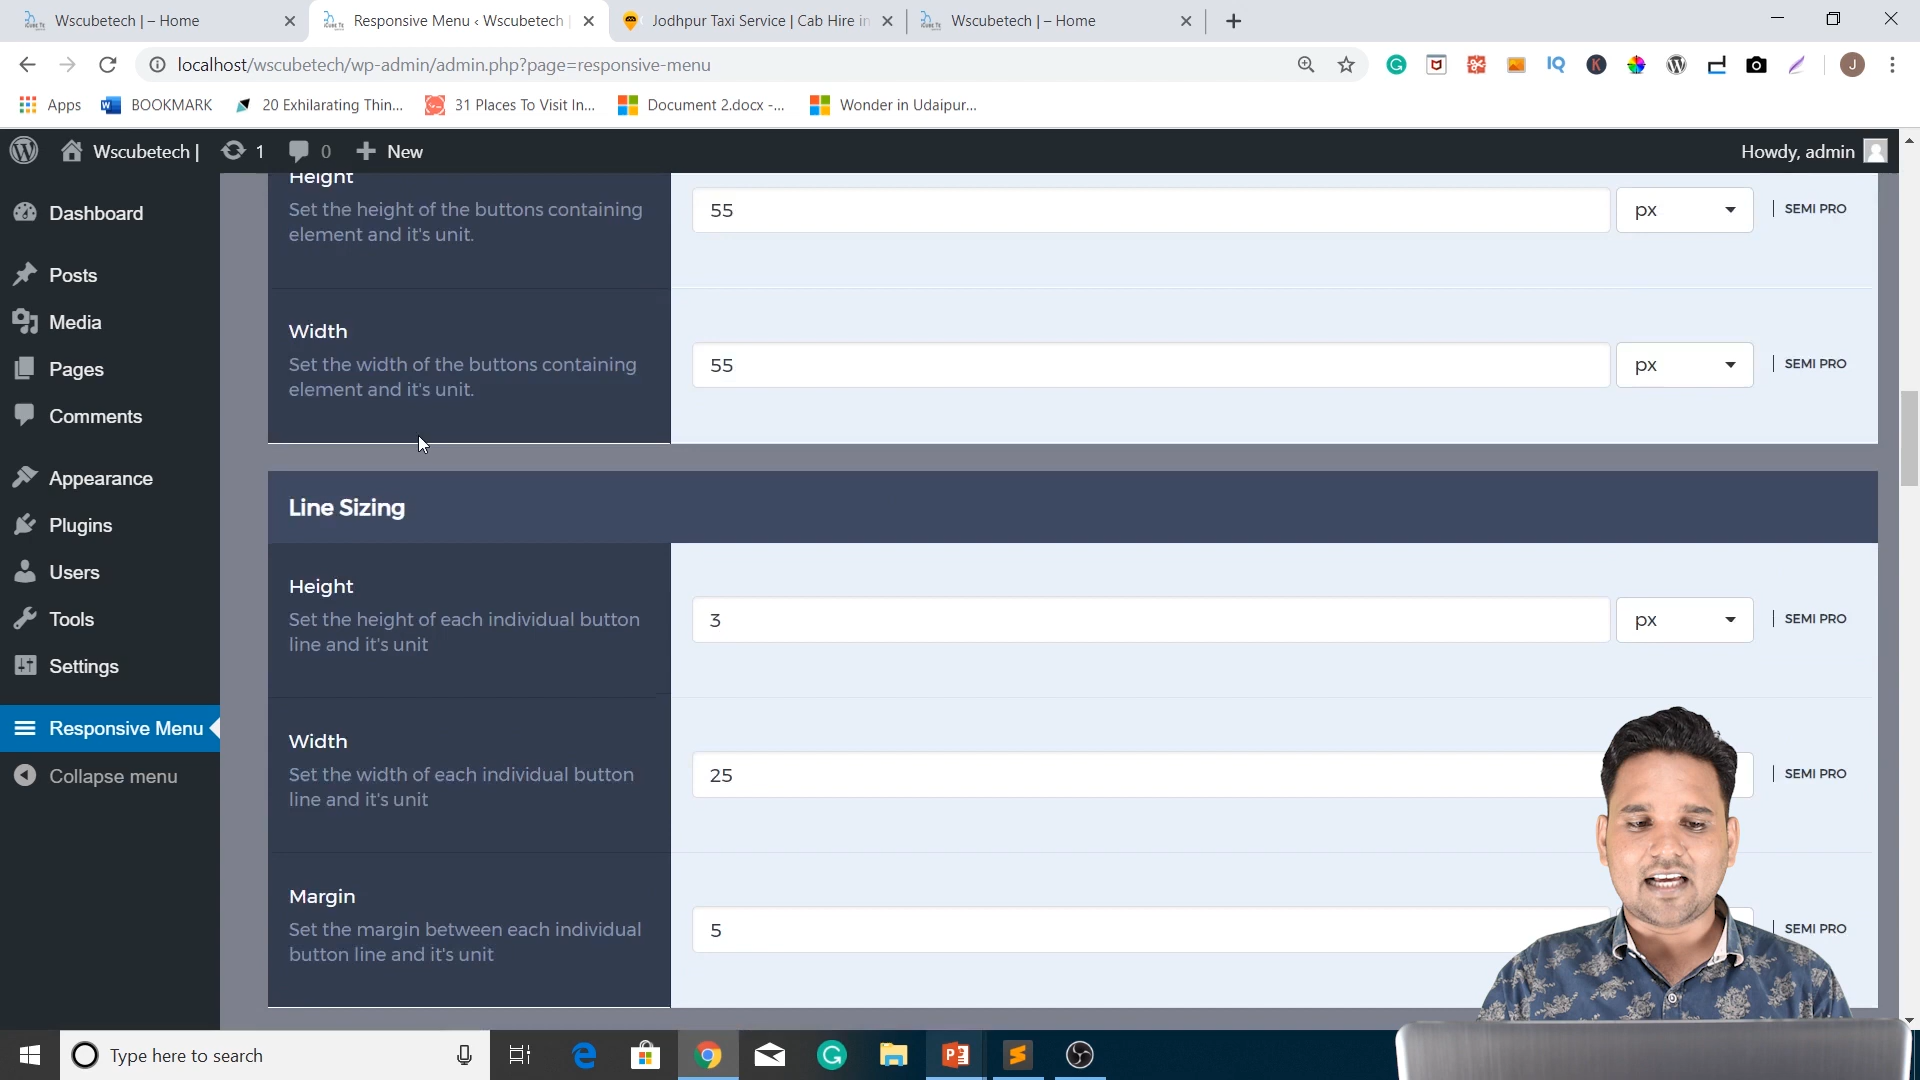 Wscubetech | – Home
Responsive Menu ‹ Wscubetech |
Jodhpur Taxi Service | Cab Hire in
Wscubetech | – Home
localhost/wscubetech/wp-admin/admin.php?page=responsive-menu
IQ
K
J
Apps
BOOKMARK
20 Exhilarating Thin...
31 Places To Visit In...
Document 2.docx -...
Wonder in Udaipur...
Wscubetech |
1
0
New
Howdy, admin
Dashboard
Posts
Media
Pages
Comments
Appearance
Plugins
Users
Tools
Settings
Responsive Menu
Collapse menu
Height
Set the height of the buttons containing
element and it's unit.
55
px
SEMI PRO
Width
Set the width of the buttons containing
element and it's unit.
55
px
SEMI PRO
Line Sizing
Height
Set the height of each individual button
line and it's unit
3
px
SEMI PRO
Width
Set the width of each individual button
line and it's unit
25
SEMI PRO
Margin
Set the margin between each individual
button line and it's unit
5
SEMI PRO
Type here to search